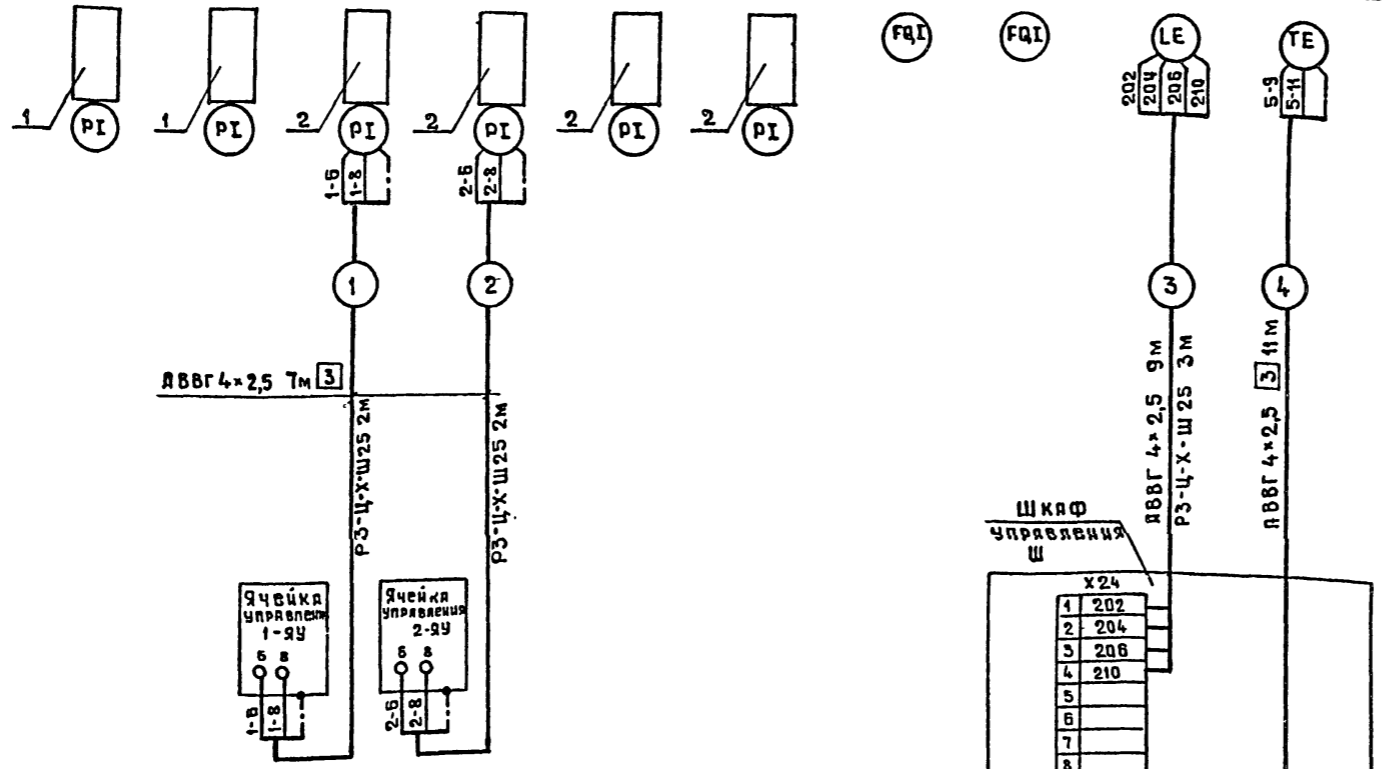 1 PI
1 PI
2 PI
2 PI
2 PI
2 PI
FQI
FQI
LE
TE
1-6
1-8
2-6
2-8
202
204
206
210
5-9
5-11
1
2
3
4
АВВГ 4×2,5 7м 3
РЗ-Ц-Х-Ш25 2м
РЗ-Ц-Х-Ш25 2м
АВВГ 4×2,5 9м
РЗ-Ц-Х-Ш25 3м
АВВГ 4×2,5 3 11м
Ячейка
управлени
1-ЯУ
6 8
1-6
1-8
Ячейка
управления
2-ЯУ
6 8
2-6
2-8
Шкаф
управления
Ш
Х24
1 202
2 204
3 206
4 210
5
6
7
8